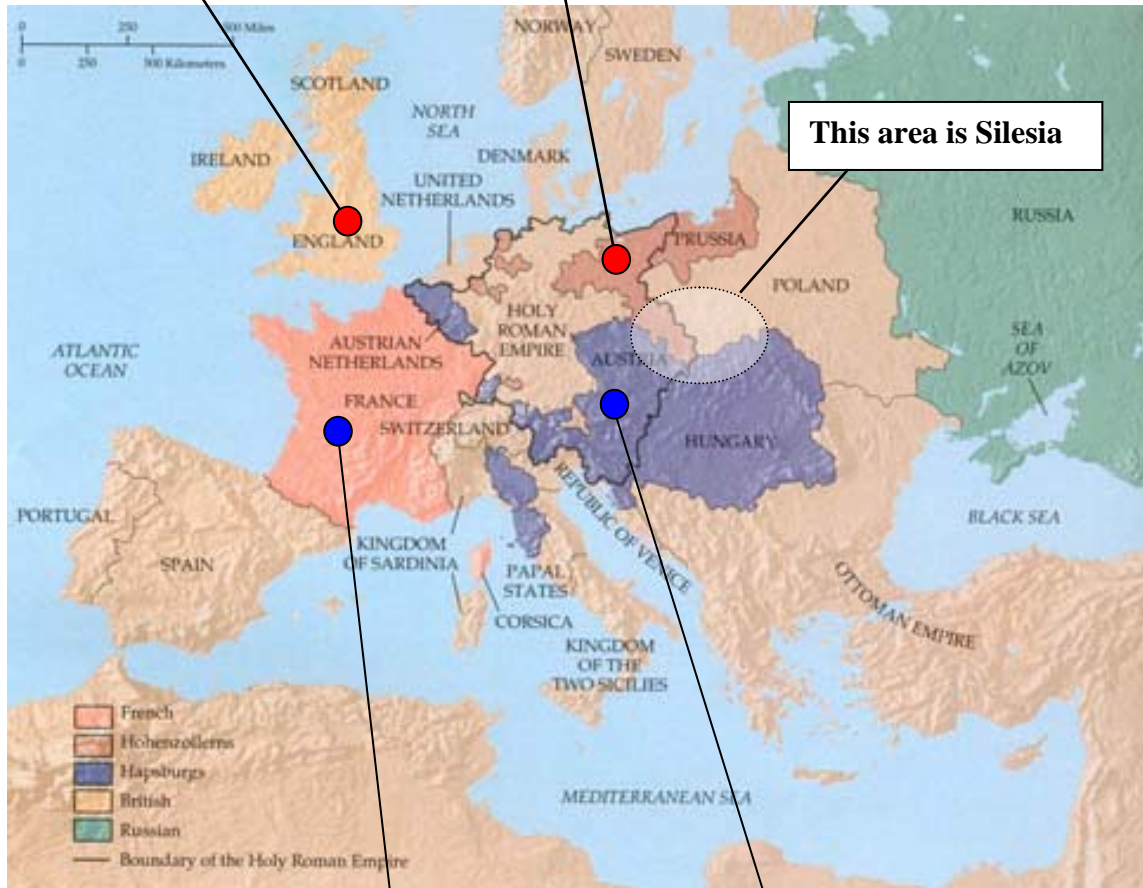 0 250 500 Miles
0 250 500 Kilometers
NORWAY
SWEDEN
SCOTLAND
NORTH
SEA
This area is Silesia
IRELAND
DENMARK
UNITED
NETHERLANDS
RUSSIA
ENGLAND
PRUSSIA
POLAND
HOLY
ROMAN
EMPIRE
ATLANTIC
OCEAN
AUSTRIAN
NETHERLANDS
AUSTRIA
SEA
OF
AZOV
FRANCE
SWITZERLAND
HUNGARY
REPUBLIC OF VENICE
PORTUGAL
SPAIN
BLACK SEA
KINGDOM
OF SARDINIA
PAPAL
STATES
CORSICA
OTTOMAN EMPIRE
KINGDOM
OF THE
TWO SICILIES
French
Hohenzollerns
Hapsburgs
British
Russian
Boundary of the Holy Roman Empire
MEDITERRANEAN SEA